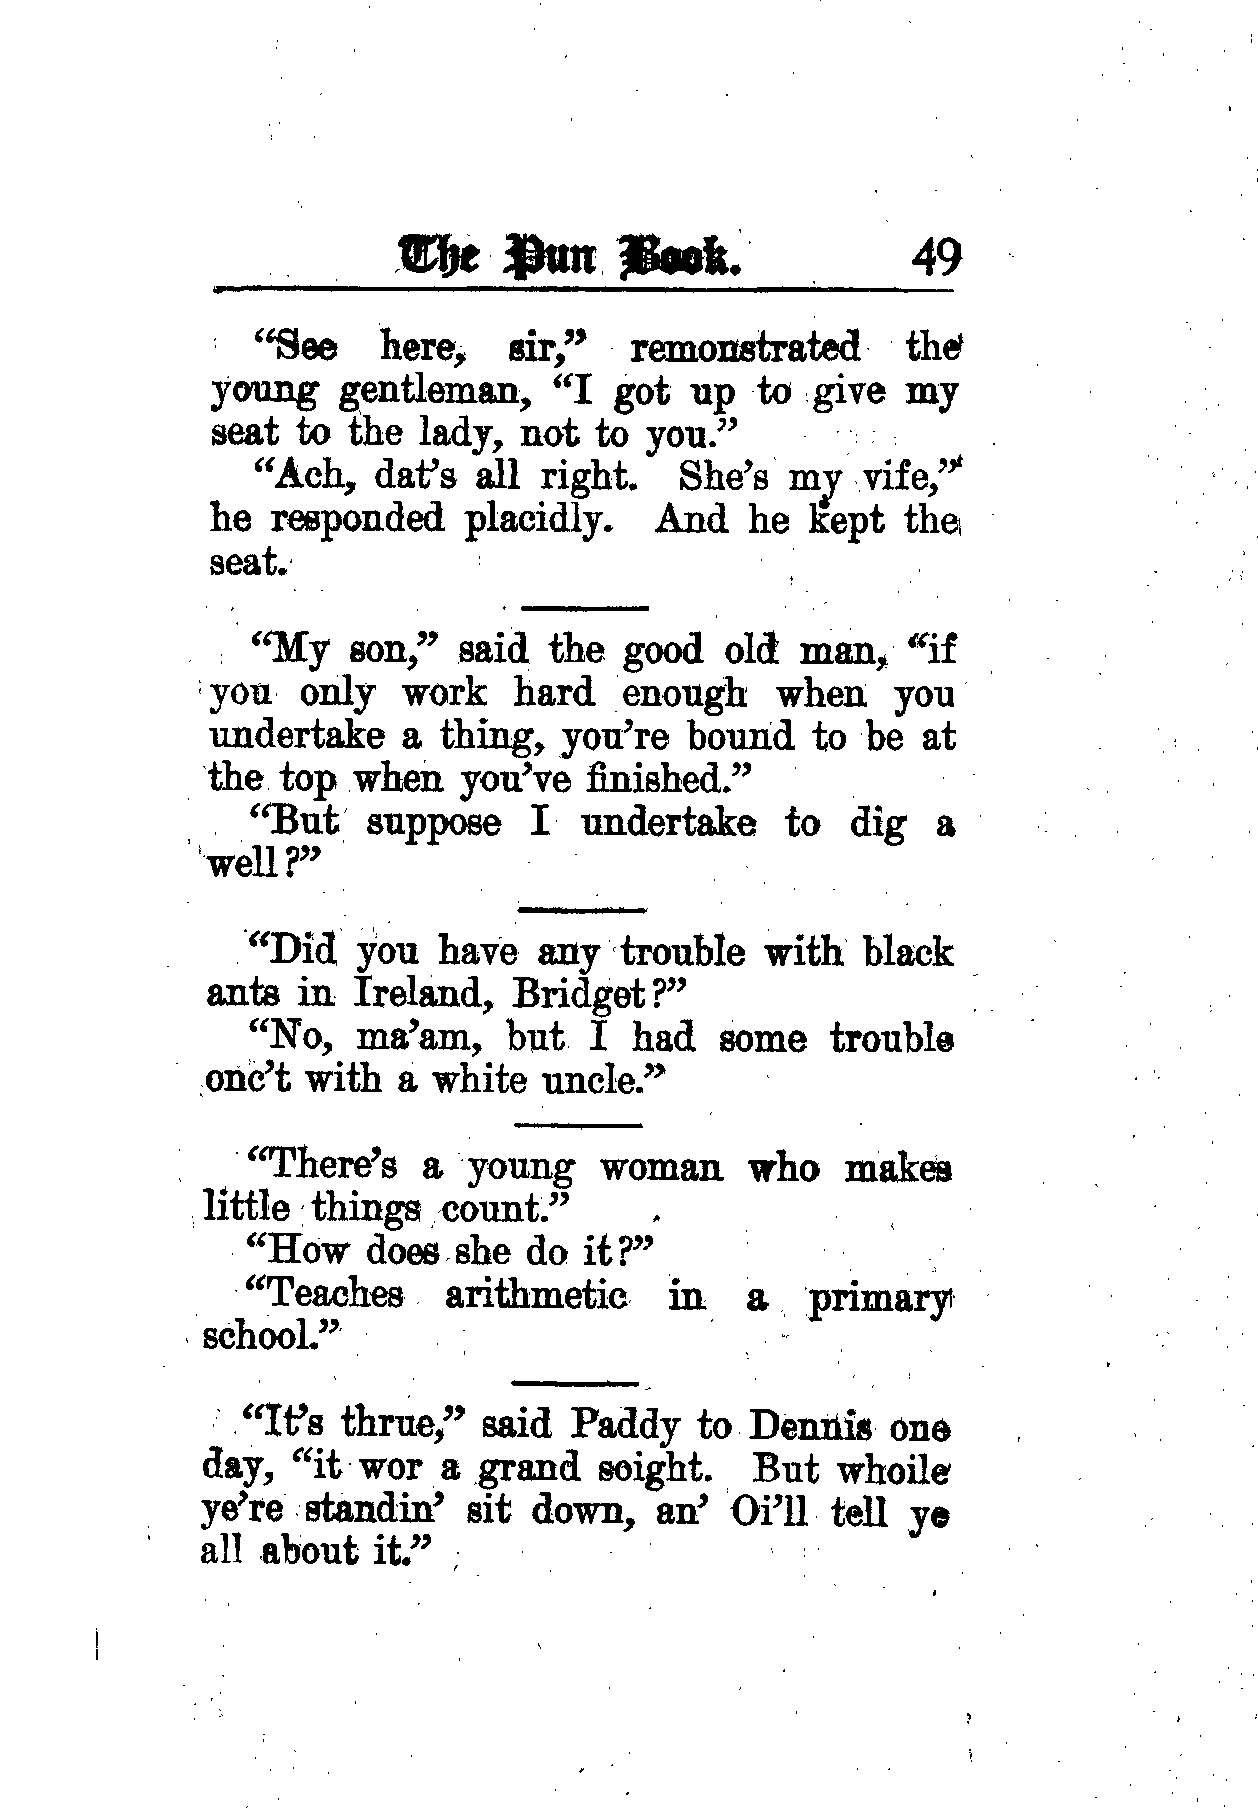 The Pun Book. 49
“See here, sir,” remonstrated the
young gentleman, “I got up to give my
seat to the lady, not to you.”
“Ach, dat’s all right. She’s my vife,”
he responded placidly. And he kept the
seat.
“My son,” said the good old man, “if
you only work hard enough when you
undertake a thing, you’re bound to be at
the top when you’ve finished.”
“But suppose I undertake to dig a
well?”
“Did you have any trouble with black
ants in Ireland, Bridget?”
“No, ma’am, but I had some trouble
onc’t with a white uncle.”
“There’s a young woman who makes
little things count.”
“How does she do it?”
“Teaches arithmetic in a primary
school.”
“It’s thrue,” said Paddy to Dennis one
day, “it wor a grand soight. But whoile
ye’re standin’ sit down, an’ Oi’ll tell ye
all about it.”